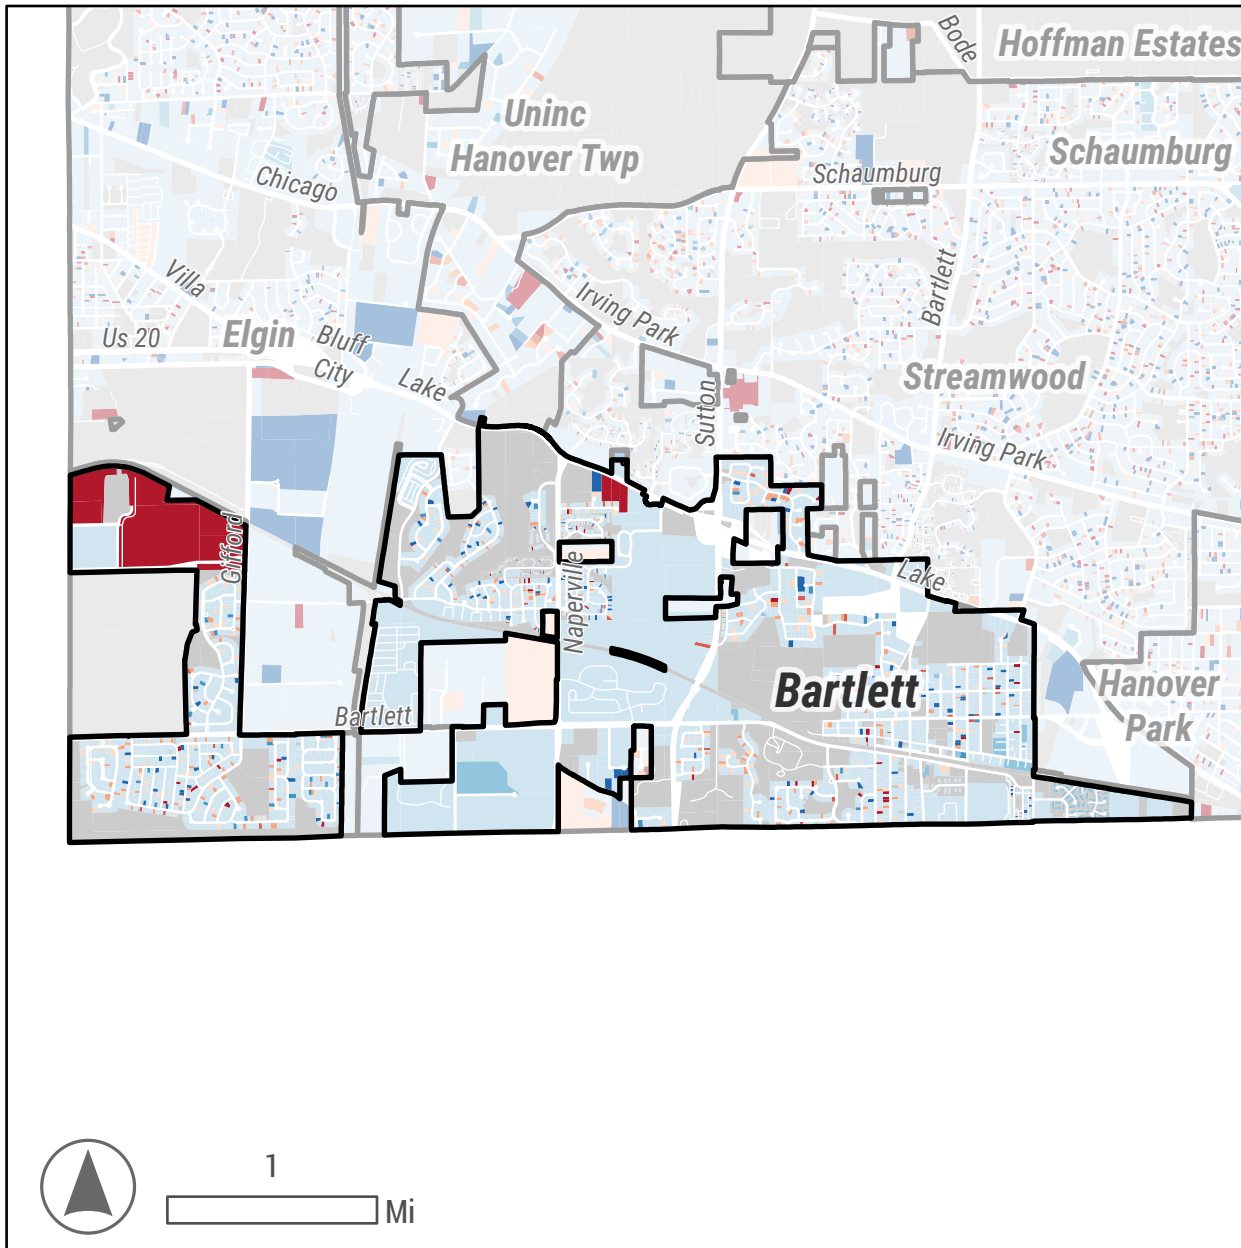 Bode
Hoffman Estates
Uninc
Hanover Twp
Schaumburg
Schaumburg
Chicago
Villa
Bartlett
Irving Park
Us 20
Elgin
Bluff
City
Lake
Sutton
Streamwood
Irving Park
Gifford
Naperville
Lake
Bartlett
Hanover
Park
Bartlett
1
Mi